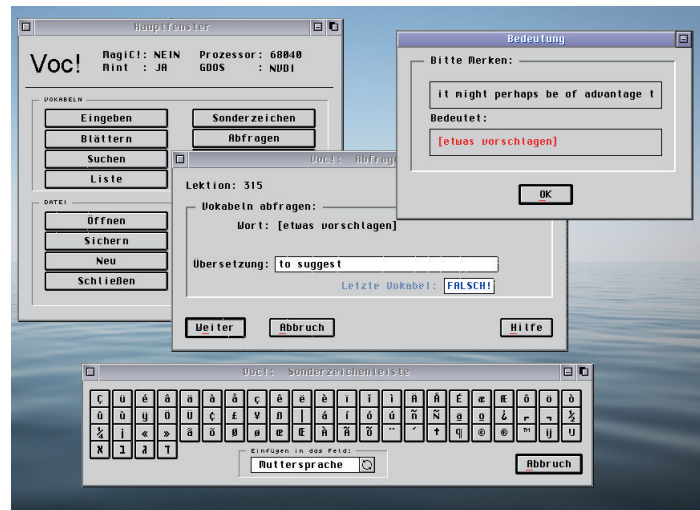 Hauptfenster
Voc!
MagiC!: NEIN Prozessor: 68040
Mint : JA GDOS : NVDI
VOKABELN
Eingeben Sonderzeichen
Blättern Abfragen
Suchen
Liste
DATEI
Öffnen
Sichern
Neu
Schließen
Bedeutung
Bitte Merken:
it might perhaps be of advantage t
Bedeutet:
[etwas vorschlagen]
OK
Voc!: Abfrage
Lektion: 315
Vokabeln abfragen:
Wort: [etwas vorschlagen]
Übersetzung: to suggest
Letzte Vokabel: FALSCH!
Weiter Abbruch Hilfe
Voc!: Sonderzeichenleiste
Ç ü é â ä à å ç ê ë è ï î ì Ä Å É æ Æ ô ö ò
û ù ÿ Ö Ü ¢ £ ¥ ß á í ó ú ñ Ñ ª º ¿ ⌐ ¬ ½
¼ ¡ « » ã õ Ø ø œ Œ À Ã Õ ¨ ´ † ¶ © ® ™ ij IJ
א ב ג ד
Einfügen in das Feld:
Muttersprache
Abbruch